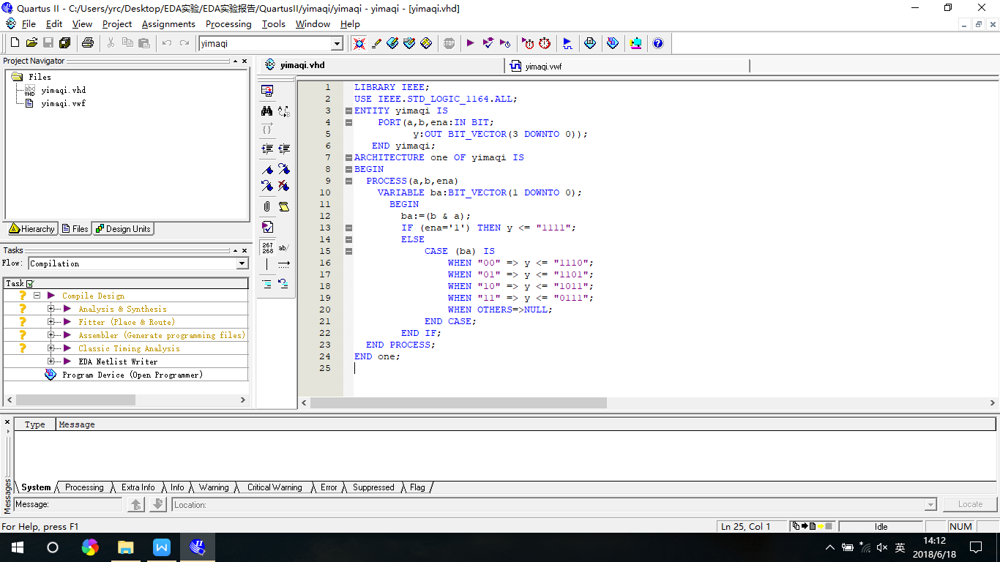 Quartus II - C:/Users/yrc/Desktop/EDA实验/EDA实验报告/QuartusII/yimaqi/yimaqi - yimaqi - [yimaqi.vhd]
File Edit View Project Assignments Processing Tools Window Help
yimaqi
STOP
Project Navigator
Files
abc VHD yimaqi.vhd
yimaqi.vwf
Hierarchy Files Design Units
Tasks
Flow: Compilation
Task
? Compile Design
? Analysis & Synthesis
? Fitter (Place & Route)
? Assembler (Generate programming files)
? Classic Timing Analysis
EDA Netlist Writer
Program Device (Open Programmer)
abc yimaqi.vhd
yimaqi.vwf
267 268 ab/
1 LIBRARY IEEE;
2 USE IEEE.STD_LOGIC_1164.ALL;
3 ENTITY yimaqi IS
4 PORT(a,b,ena:IN BIT;
5 y:OUT BIT_VECTOR(3 DOWNTO 0));
6 END yimaqi;
7 ARCHITECTURE one OF yimaqi IS
8 BEGIN
9 PROCESS(a,b,ena)
10 VARIABLE ba:BIT_VECTOR(1 DOWNTO 0);
11 BEGIN
12 ba:=(b & a);
13 IF (ena='1') THEN y <= "1111";
14 ELSE
15 CASE (ba) IS
16 WHEN "00" => y <= "1110";
17 WHEN "01" => y <= "1101";
18 WHEN "10" => y <= "1011";
19 WHEN "11" => y <= "0111";
20 WHEN OTHERS=>NULL;
21 END CASE;
22 END IF;
23 END PROCESS;
24 END one;
25
Type Message
Messages
System Processing Extra Info Info Warning Critical Warning Error Suppressed Flag
Message: Location: Locate
For Help, press F1 Ln 25, Col 1 Idle NUM
W II 英 14:12
2018/6/18